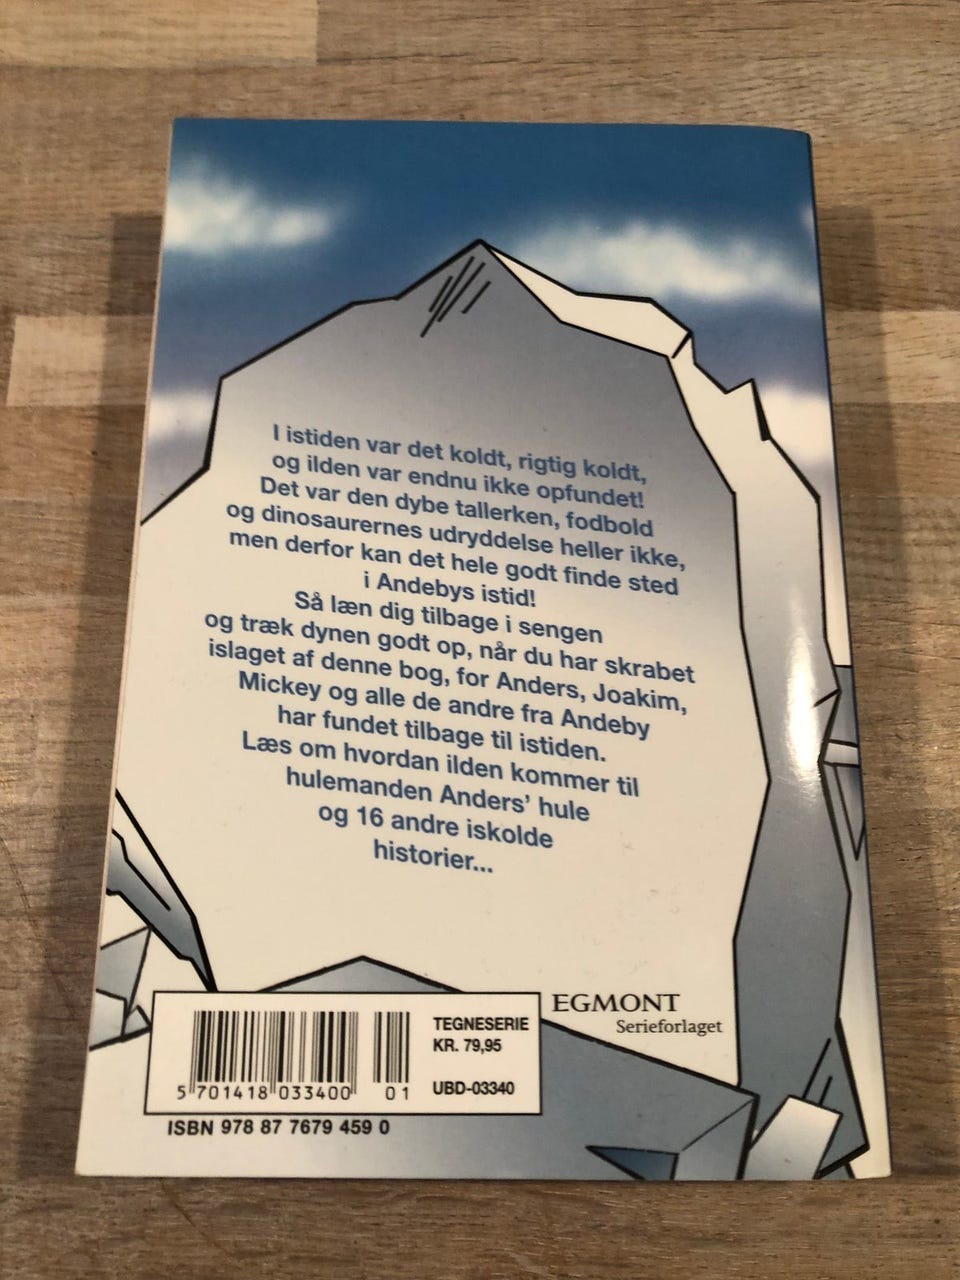 I istiden var det koldt, rigtig koldt,
og ilden var endnu ikke opfundet!
Det var den dybe tallerken, fodbold
og dinosaurernes udryddelse heller ikke,
men derfor kan det hele godt finde sted
i Andebys istid!
Så læn dig tilbage i sengen
og træk dynen godt op, når du har skrabet
islaget af denne bog, for Anders, Joakim,
Mickey og alle de andre fra Andeby
har fundet tilbage til istiden.
Læs om hvordan ilden kommer til
hulemanden Anders' hule
og 16 andre iskolde
historier...
EGMONT
Serieforlaget
TEGNESERIE
KR. 79,95
UBD-03340
5 701418 033400 01
ISBN 978 87 7679 459 0